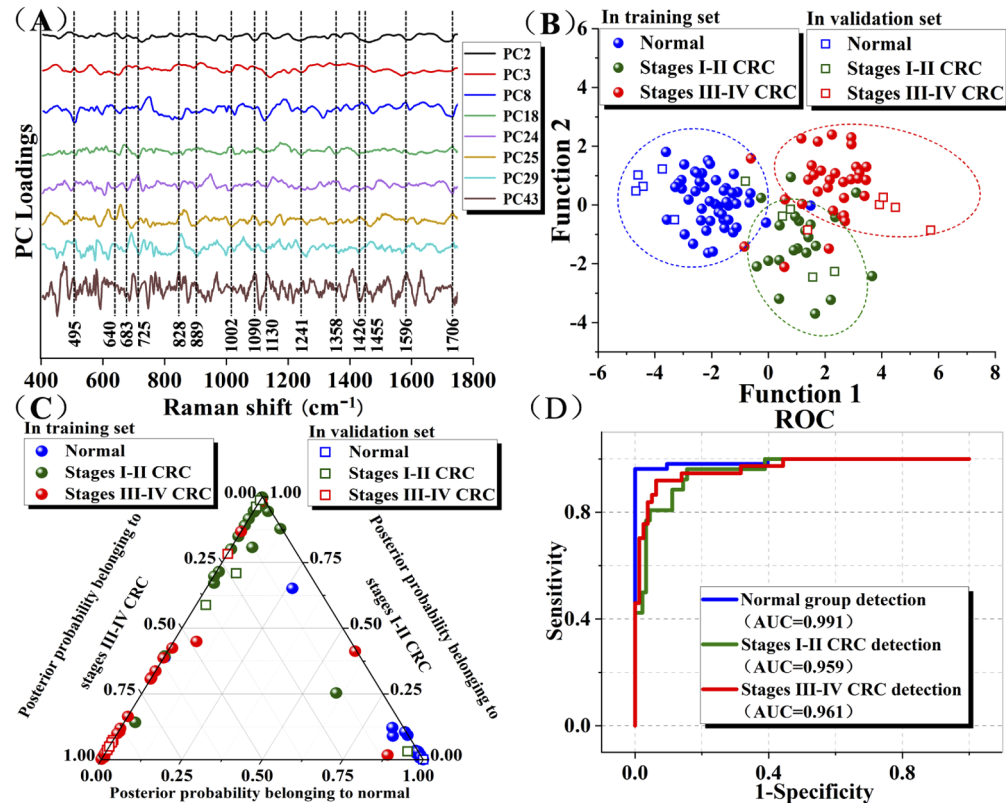 (A)
PC Loadings
PC2
PC3
PC8
PC18
PC24
PC25
PC29
PC43
495
640
683
725
828
889
1002
1090
1130
1241
1358
1426
1455
1596
1706
400 600 800 1000 1200 1400 1600 1800
Raman shift (cm⁻¹)
(B)
In training set
Normal
Stages I-II CRC
Stages III-IV CRC
In validation set
Normal
Stages I-II CRC
Stages III-IV CRC
Function 2
6
4
2
0
-2
-4
-6 -4 -2 0 2 4 6 8
Function 1
(C)
In training set
Normal
Stages I-II CRC
Stages III-IV CRC
In validation set
Normal
Stages I-II CRC
Stages III-IV CRC
0.00 1.00
0.25 0.75
0.50 0.50
0.75 0.25
1.00 0.00
Posterior probability belonging to
stages III-IV CRC
Posterior probability belonging to
stages I-II CRC
0.00 0.25 0.50 0.75 1.00
Posterior probability belonging to normal
(D)
ROC
Sensitivity
0.8
0.4
0.0
Normal group detection
(AUC=0.991)
Stages I-II CRC detection
(AUC=0.959)
Stages III-IV CRC detection
(AUC=0.961)
0.0 0.4 0.8
1-Specificity